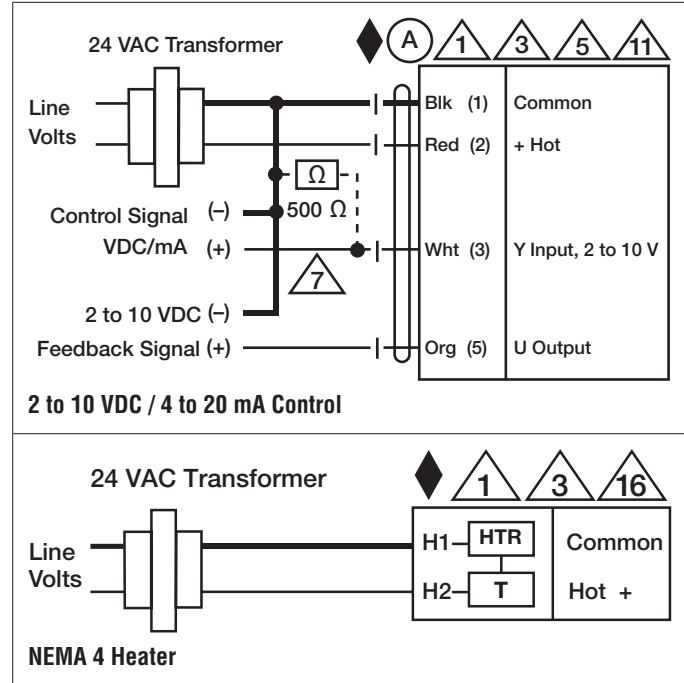 24 VAC Transformer
A 1 3 5 11
Line
Volts
Blk (1) Common
Red (2) + Hot
Ω
500 Ω
Control Signal (–)
VDC/mA (+)
Wht (3) Y Input, 2 to 10 V
7
2 to 10 VDC (–)
Feedback Signal (+)
Org (5) U Output
2 to 10 VDC / 4 to 20 mA Control
24 VAC Transformer
1 3 16
Line
Volts
H1 HTR Common
H2 T Hot +
NEMA 4 Heater